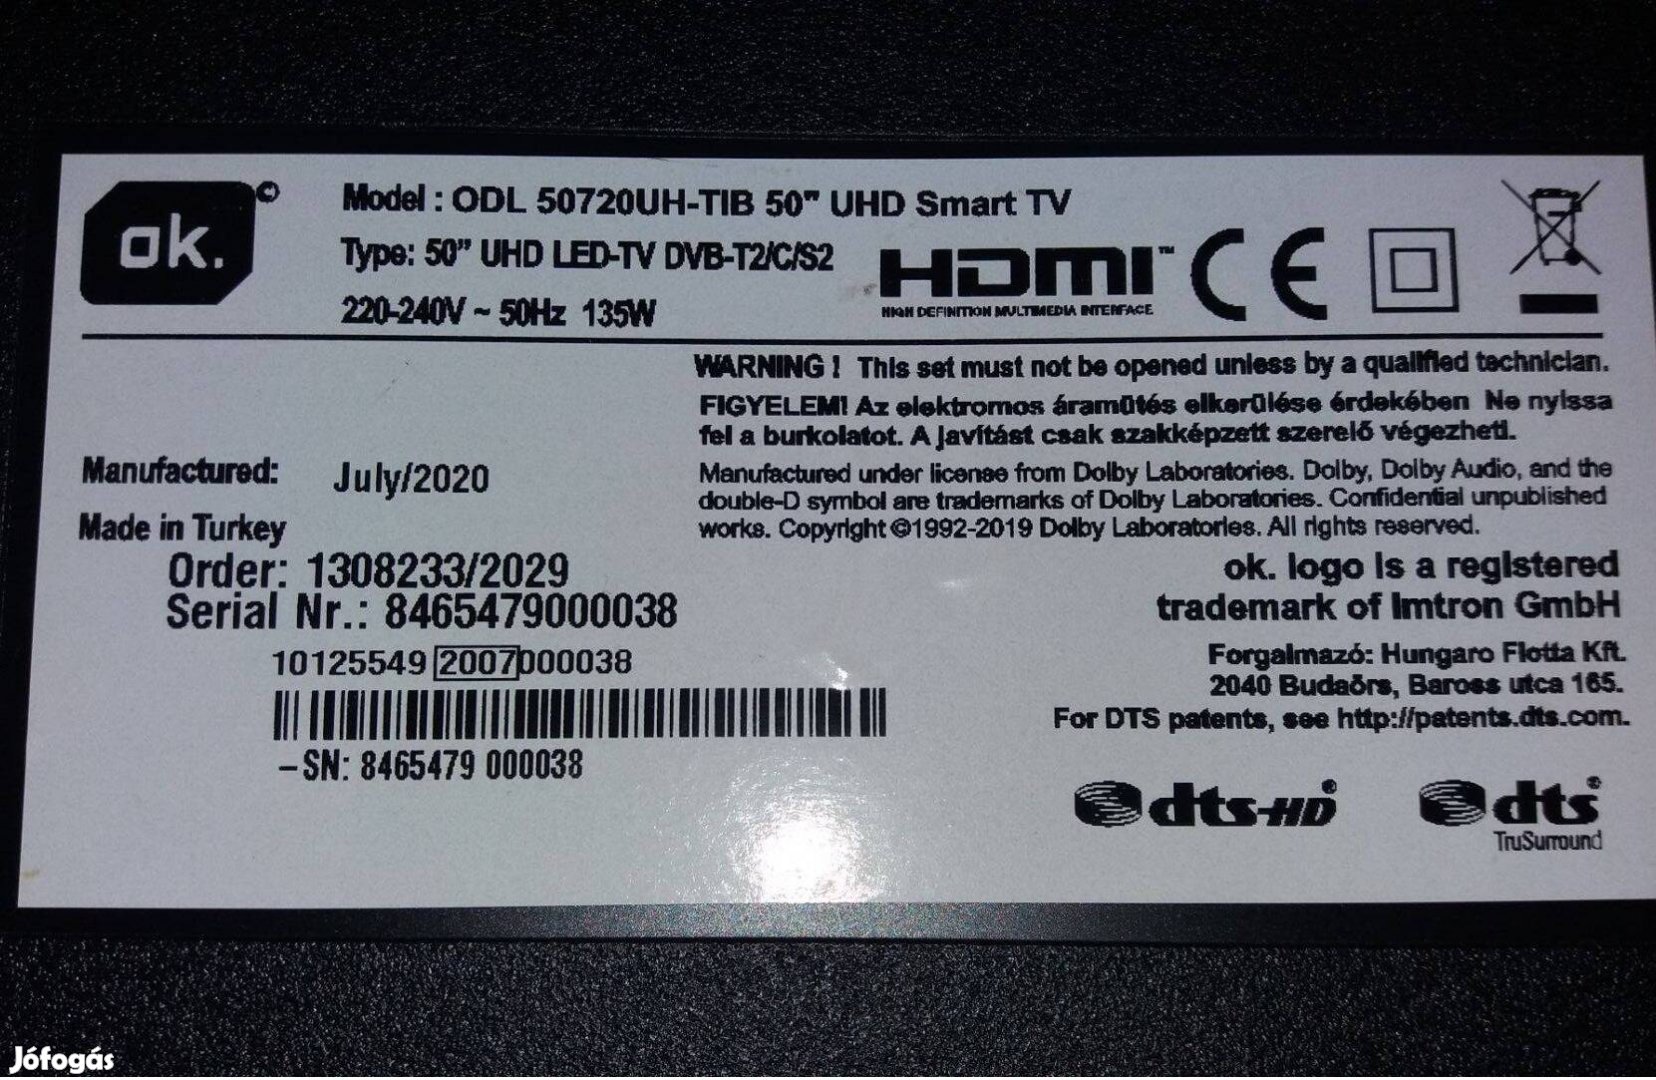 ok.©
Model : ODL 50720UH-TIB 50" UHD Smart TV
Type: 50" UHD LED-TV DVB-T2/C/S2
220-240V ~ 50Hz 135W
HDMI™
HIGH DEFINITION MULTIMEDIA INTERFACE
CE
WARNING ! This set must not be opened unless by a qualified technician.
FIGYELEM! Az elektromos áramütés elkerülése érdekében Ne nyissa
fel a burkolatot. A javítást csak szakképzett szerelő végezheti.
Manufactured: July/2020
Made in Turkey
Manufactured under license from Dolby Laboratories. Dolby, Dolby Audio, and the
double-D symbol are trademarks of Dolby Laboratories. Confidential unpublished
works. Copyright ©1992-2019 Dolby Laboratories. All rights reserved.
Order: 1308233/2029
Serial Nr.: 8465479000038
10125549 2007000038
-SN: 8465479 000038
ok. logo is a registered
trademark of Imtron GmbH
Forgalmazó: Hungaro Flotta Kft.
2040 Budaörs, Baross utca 165.
For DTS patents, see http://patents.dts.com.
dts-HD®
dts®
TruSurround
Jófogás